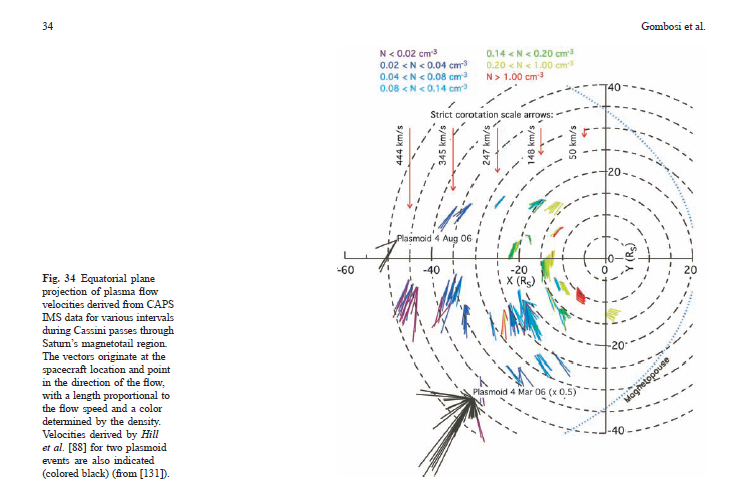 34
Gombosi et al.
N < 0.02 cm-3
0.02 < N < 0.04 cm-3
0.04 < N < 0.08 cm-3
0.08 < N < 0.14 cm-3
0.14 < N < 0.20 cm-3
0.20 < N < 1.00 cm-3
N > 1.00 cm-3
Strict corotation scale arrows:
444 km/s
345 km/s
247 km/s
148 km/s
50 km/s
40
20
Plasmoid 4 Aug 06
-60
-40
-20
0
0
20
X (RS)
Y (RS)
-20
Plasmoid 4 Mar 06 (x 0.5)
Magnetopouse
-40
Fig. 34 Equatorial plane
projection of plasma flow
velocities derived from CAPS
IMS data for various intervals
during Cassini passes through
Saturn's magnetotail region.
The vectors originate at the
spacecraft location and point
in the direction of the flow,
with a length proportional to
the flow speed and a color
determined by the density.
Velocities derived by Hill
et al. [88] for two plasmoid
events are also indicated
(colored black) (from [131]).